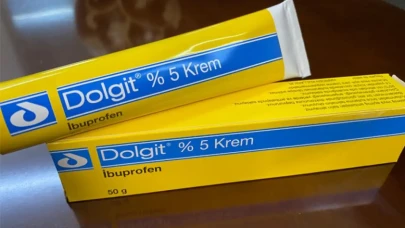 Dolgit® % 5 Krem
İbuprofen
Dolgit® % 5 Krem
İbuprofen
50 g